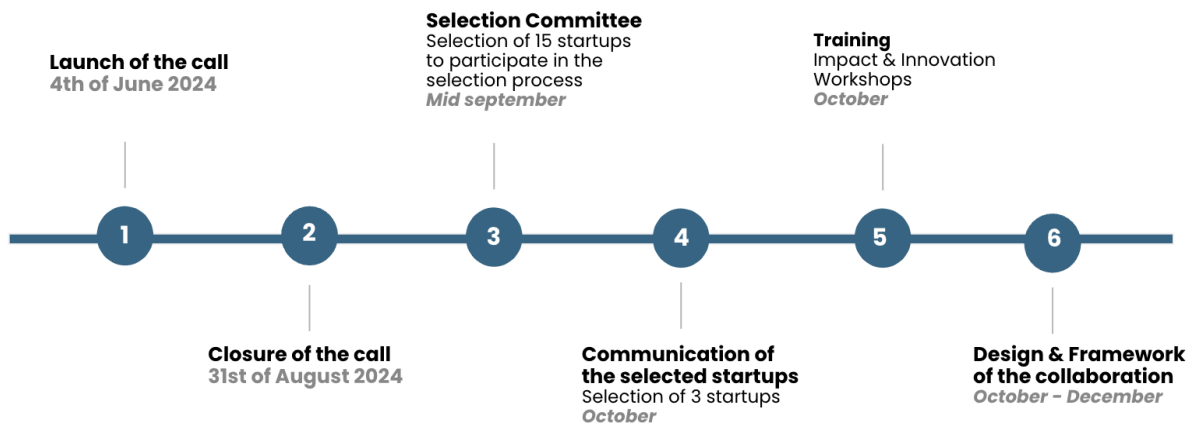 Launch of the call
4th of June 2024
1
2
Closure of the call
31st of August 2024
Selection Committee
Selection of 15 startups
to participate in the
selection process
Mid september
3
4
Communication of
the selected startups
Selection of 3 startups
October
Training
Impact & Innovation
Workshops
October
5
6
Design & Framework
of the collaboration
October - December